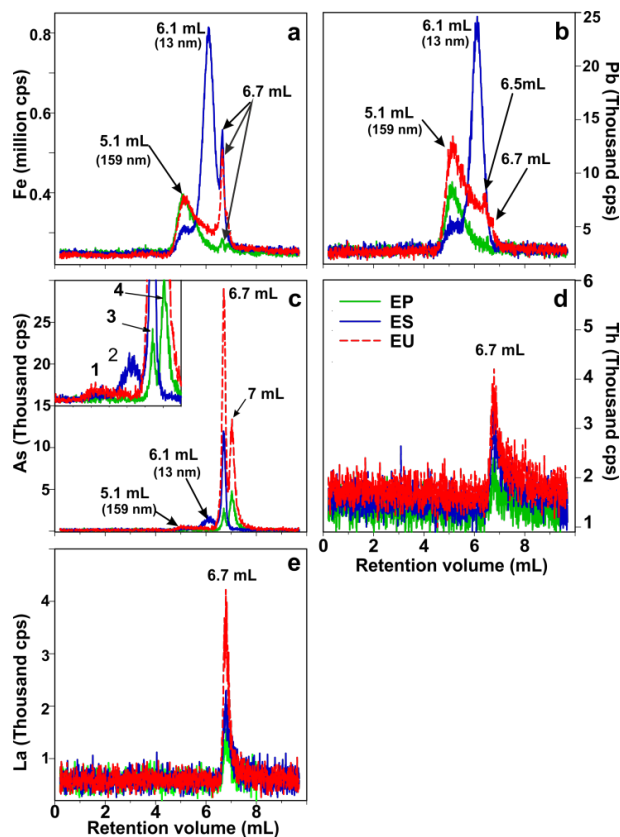 a
Fe (million cps)
0.8
0.6
0.4
6.1 mL
(13 nm)
6.7 mL
5.1 mL
(159 nm)
b
Pb (Thousand cps)
25
20
15
10
5
6.1 mL
(13 nm)
6.5mL
5.1 mL
(159 nm)
6.7 mL
c
As (Thousand cps)
25
20
15
10
5
4
3
1
2
6.7 mL
7 mL
6.1 mL
(13 nm)
5.1 mL
(159 nm)
d
EP
ES
EU
Th (Thousand cps)
6
5
4
3
2
1
6.7 mL
0 2 4 6 8
Retention volume (mL)
e
La (Thousand cps)
4
3
2
1
6.7 mL
0 2 4 6 8
Retention volume (mL)